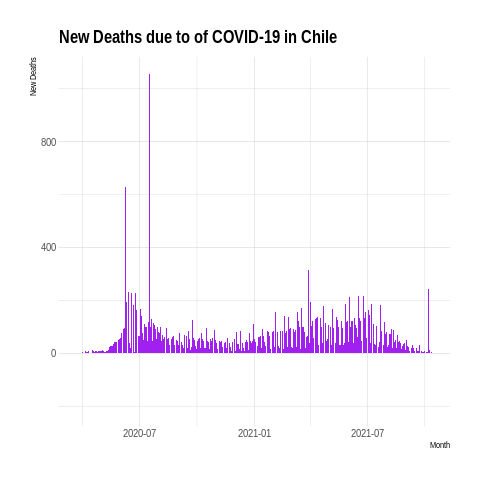 New Deaths due to of COVID-19 in Chile
New Deaths
800
400
0
2020-07 2021-01 2021-07
Month